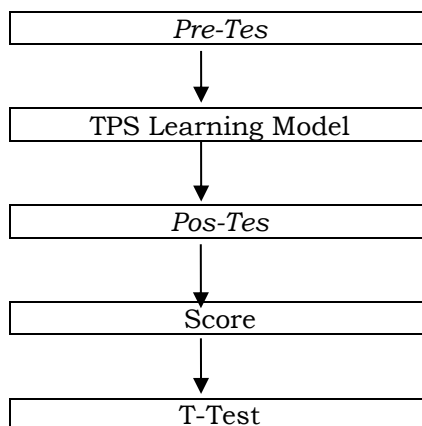 Pre-Tes
TPS Learning Model
Pos-Tes
Score
T-Test